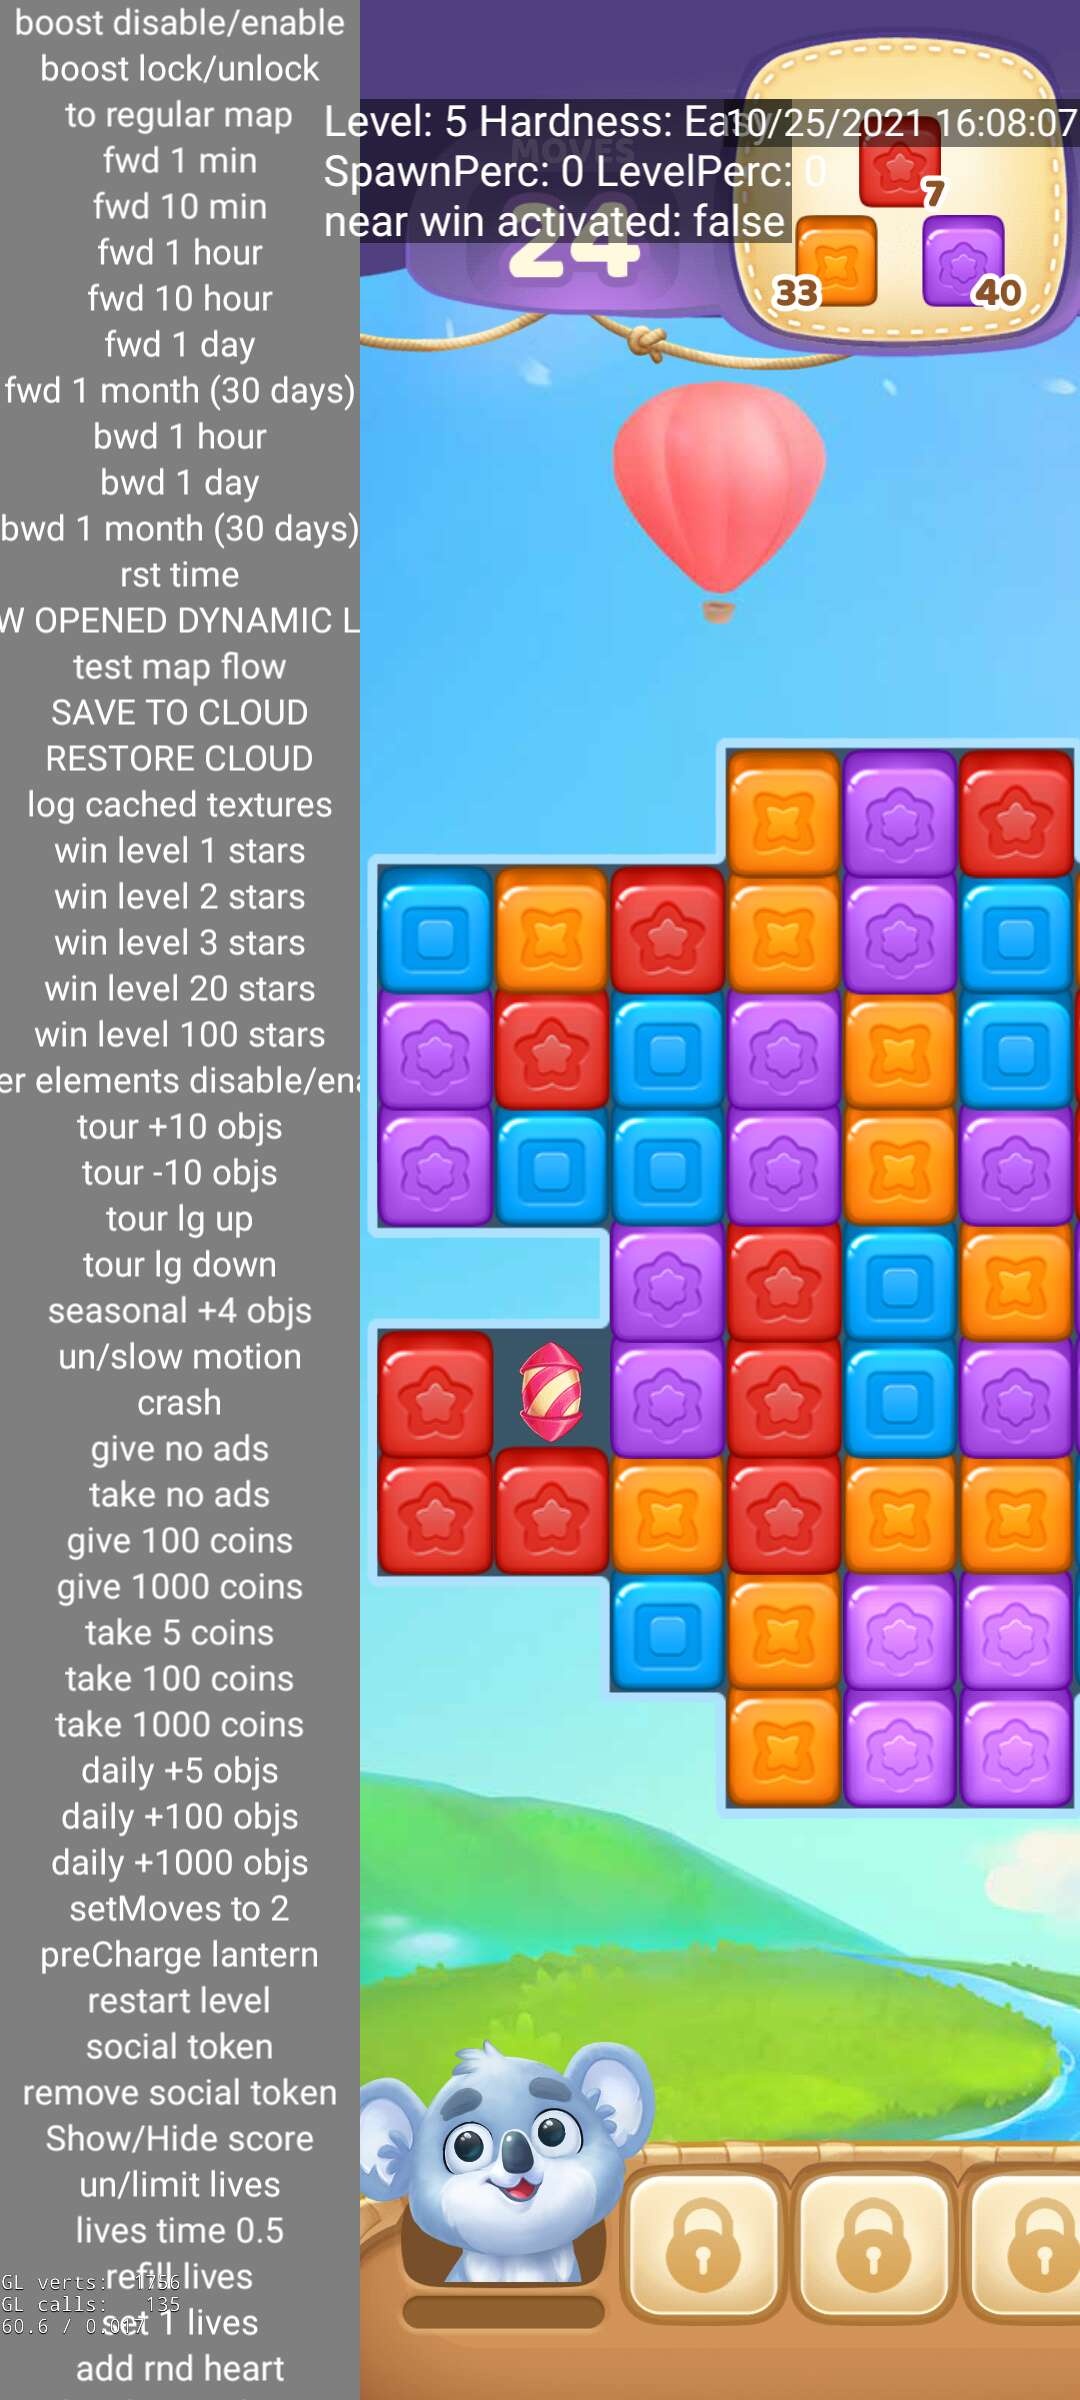 boost disable/enable
boost lock/unlock
to regular map
fwd 1 min
fwd 10 min
fwd 1 hour
fwd 10 hour
fwd 1 day
fwd 1 month (30 days)
bwd 1 hour
bwd 1 day
bwd 1 month (30 days)
rst time
W OPENED DYNAMIC L
test map flow
SAVE TO CLOUD
RESTORE CLOUD
log cached textures
win level 1 stars
win level 2 stars
win level 3 stars
win level 20 stars
win level 100 stars
er elements disable/ena
tour +10 objs
tour -10 objs
tour lg up
tour lg down
seasonal +4 objs
un/slow motion
crash
give no ads
take no ads
give 100 coins
give 1000 coins
take 5 coins
take 100 coins
take 1000 coins
daily +5 objs
daily +100 objs
daily +1000 objs
setMoves to 2
preCharge lantern
restart level
social token
remove social token
Show/Hide score
un/limit lives
lives time 0.5
refill lives
set 1 lives
add rnd heart
GL verts: 1756
GL calls: 135
60.6 / 0.017
Level: 5 Hardness: Easy
10/25/2021 16:08:07
MOVES
SpawnPerc: 0 LevelPerc: 0
near win activated: false
24
7
33
40